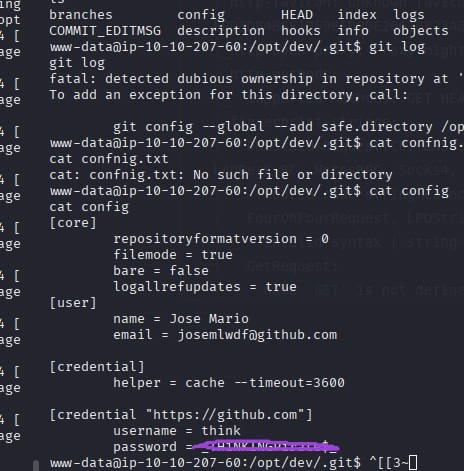 ls
ing
opt
branches config HEAD index logs
4 [ COMMIT_EDITMSG description hooks info objects
age www-data@ip-10-10-207-60:/opt/dev/.git$ git log
git log
4 [ fatal: detected dubious ownership in repository at '
age To add an exception for this directory, call:
4 [ git config --global --add safe.directory /op
age www-data@ip-10-10-207-60:/opt/dev/.git$ cat confnig.
cat confnig.txt
4 [ cat: confnig.txt: No such file or directory
age www-data@ip-10-10-207-60:/opt/dev/.git$ cat config
cat config
4 [ [core]
age repositoryformatversion = 0
filemode = true
4 [ bare = false
age logallrefupdates = true
[user]
4 [ name = Jose Mario
age email = josemlwdf@github.com
4 [ [credential]
age helper = cache --timeout=3600
4 [ [credential "https://github.com"]
age username = think
password =
www-data@ip-10-10-207-60:/opt/dev/.git$ ^[[3~